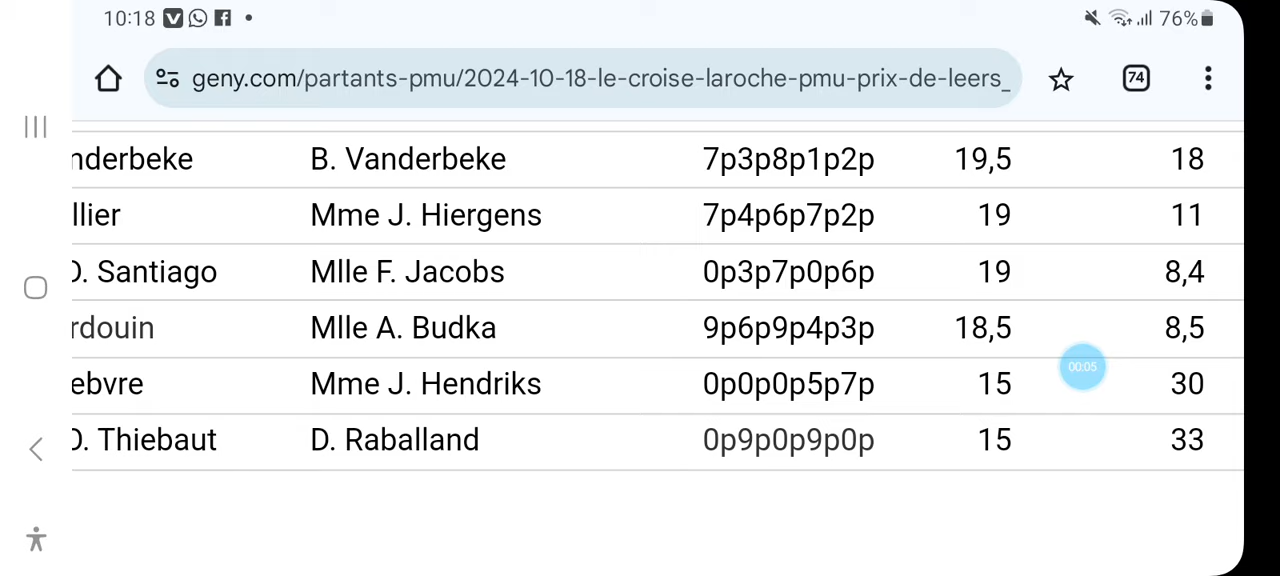 10:18 76%
geny.com/partants-pmu/2024-10-18-le-croise-laroche-pmu-prix-de-leers_
74
nderbeke B. Vanderbeke 7p3p8p1p2p 19,5 18
llier Mme J. Hiergens 7p4p6p7p2p 19 11
D. Santiago Mlle F. Jacobs 0p3p7p0p6p 19 8,4
rdouin Mlle A. Budka 9p6p9p4p3p 18,5 8,5
00:05
ebvre Mme J. Hendriks 0p0p0p5p7p 15 30
D. Thiebaut D. Raballand 0p9p0p9p0p 15 33